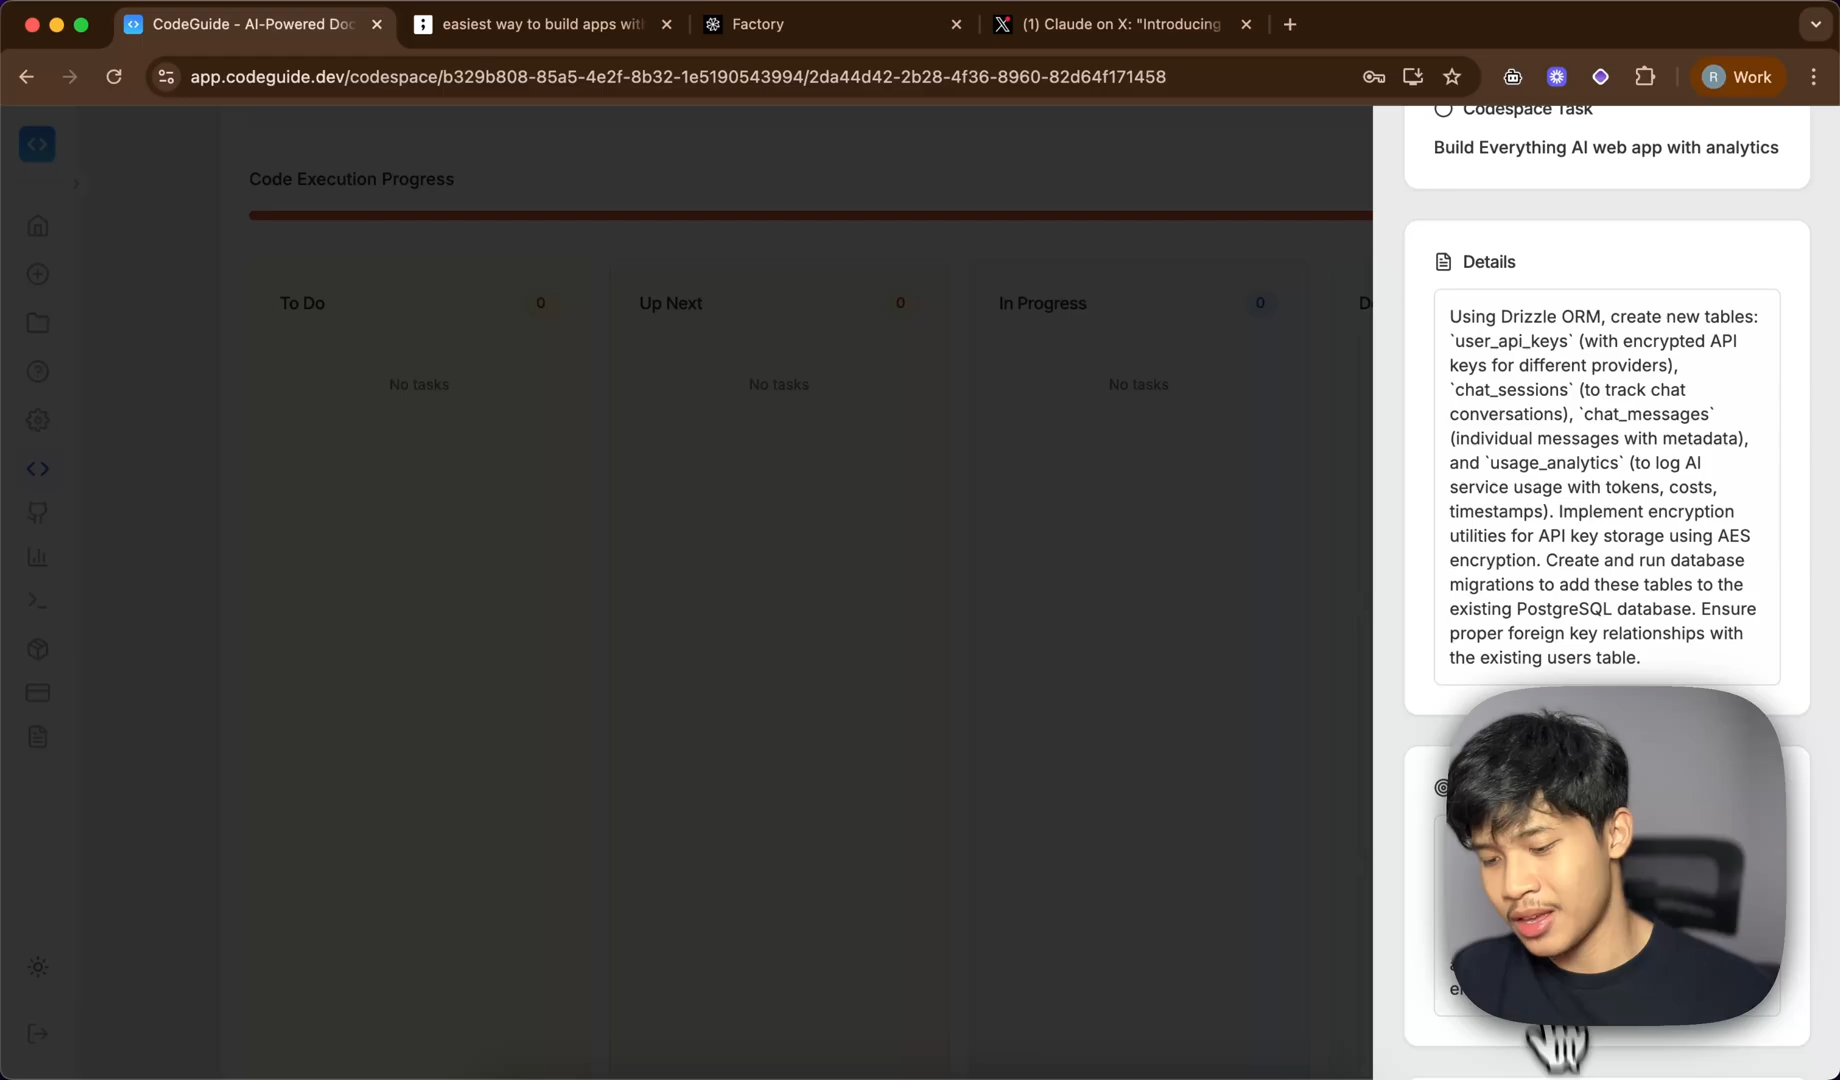 CodeGuide - AI-Powered Doc
easiest way to build apps wit
Factory
(1) Claude on X: "Introducing
app.codeguide.dev/codespace/b329b808-85a5-4e2f-8b32-1e5190543994/2da44d42-2b28-4f36-8960-82d64f171458
R
Work
Code Execution Progress
To Do
0
No tasks
Up Next
0
No tasks
In Progress
0
No tasks
Codespace Task
Build Everything AI web app with analytics
Details
Using Drizzle ORM, create new tables:
`user_api_keys` (with encrypted API
keys for different providers),
`chat_sessions` (to track chat
conversations), `chat_messages`
(individual messages with metadata),
and `usage_analytics` (to log AI
service usage with tokens, costs,
timestamps). Implement encryption
utilities for API key storage using AES
encryption. Create and run database
migrations to add these tables to the
existing PostgreSQL database. Ensure
proper foreign key relationships with
the existing users table.